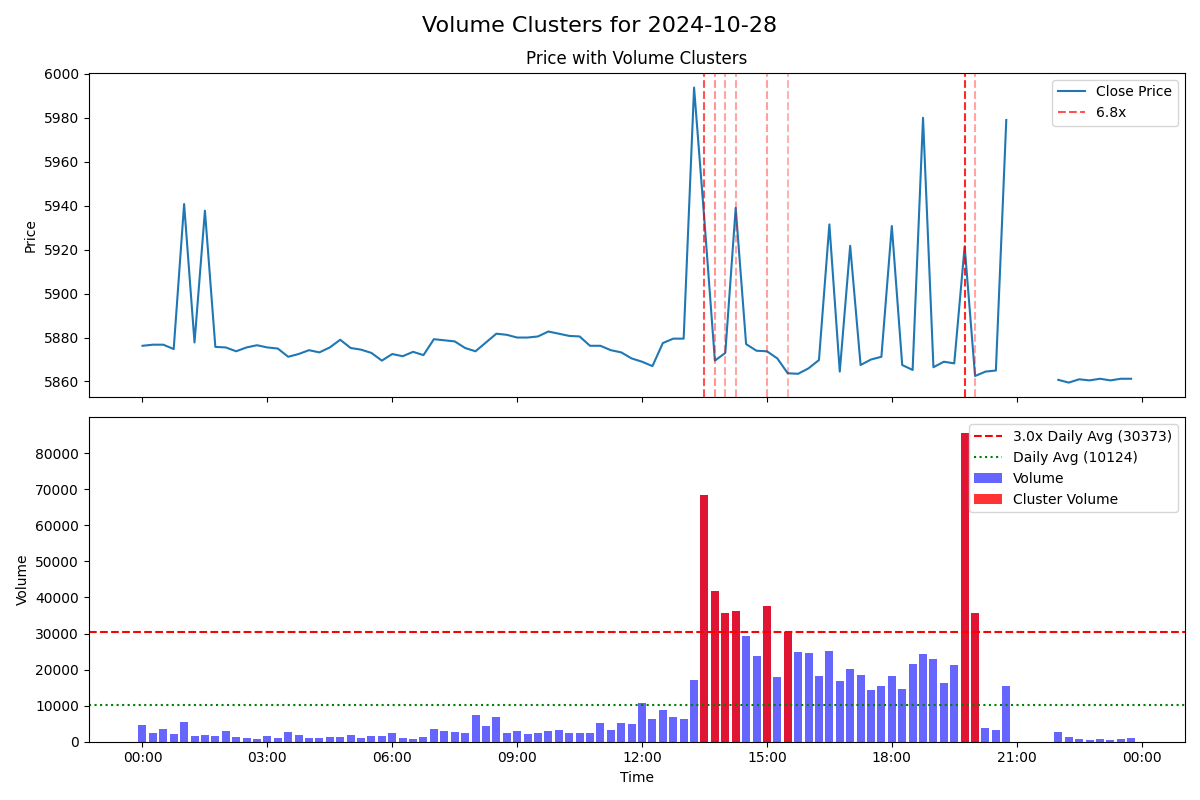 Volume Clusters for 2024-10-28
Price with Volume Clusters
6000
5980
5960
5940
5920
5900
5880
5860
Price
Close Price
6.8x
80000
70000
60000
50000
40000
30000
20000
10000
0
Volume
3.0x Daily Avg (30373)
Daily Avg (10124)
Volume
Cluster Volume
00:00 03:00 06:00 09:00 12:00 15:00 18:00 21:00 00:00
Time